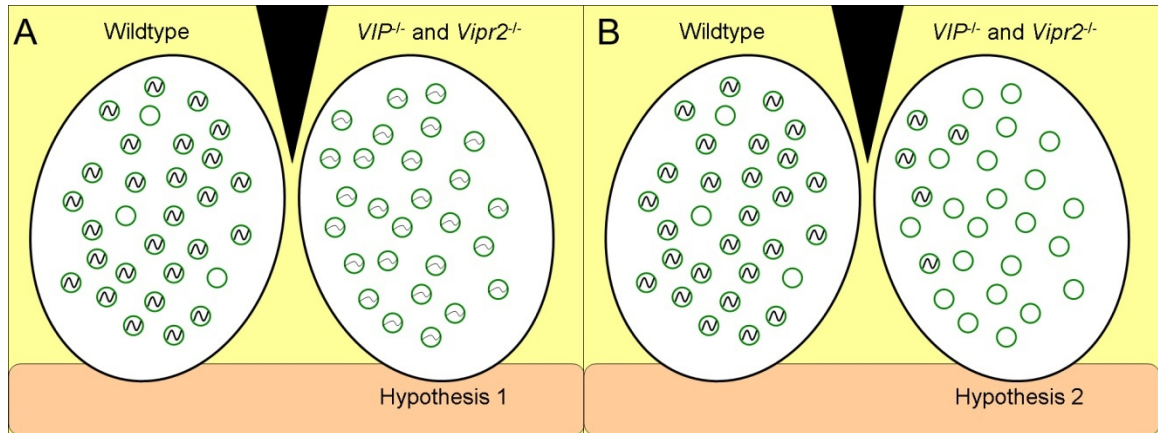 A
Wildtype
VIP-/- and Vipr2-/-
Hypothesis 1
B
Wildtype
VIP-/- and Vipr2-/-
Hypothesis 2